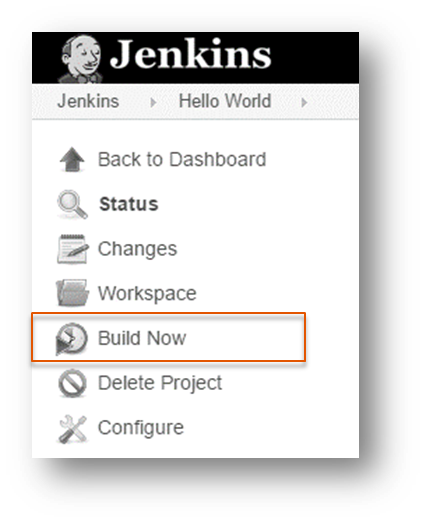 Jenkins
Jenkins Hello World
Back to Dashboard
Status
Changes
Workspace
Build Now
Delete Project
Configure